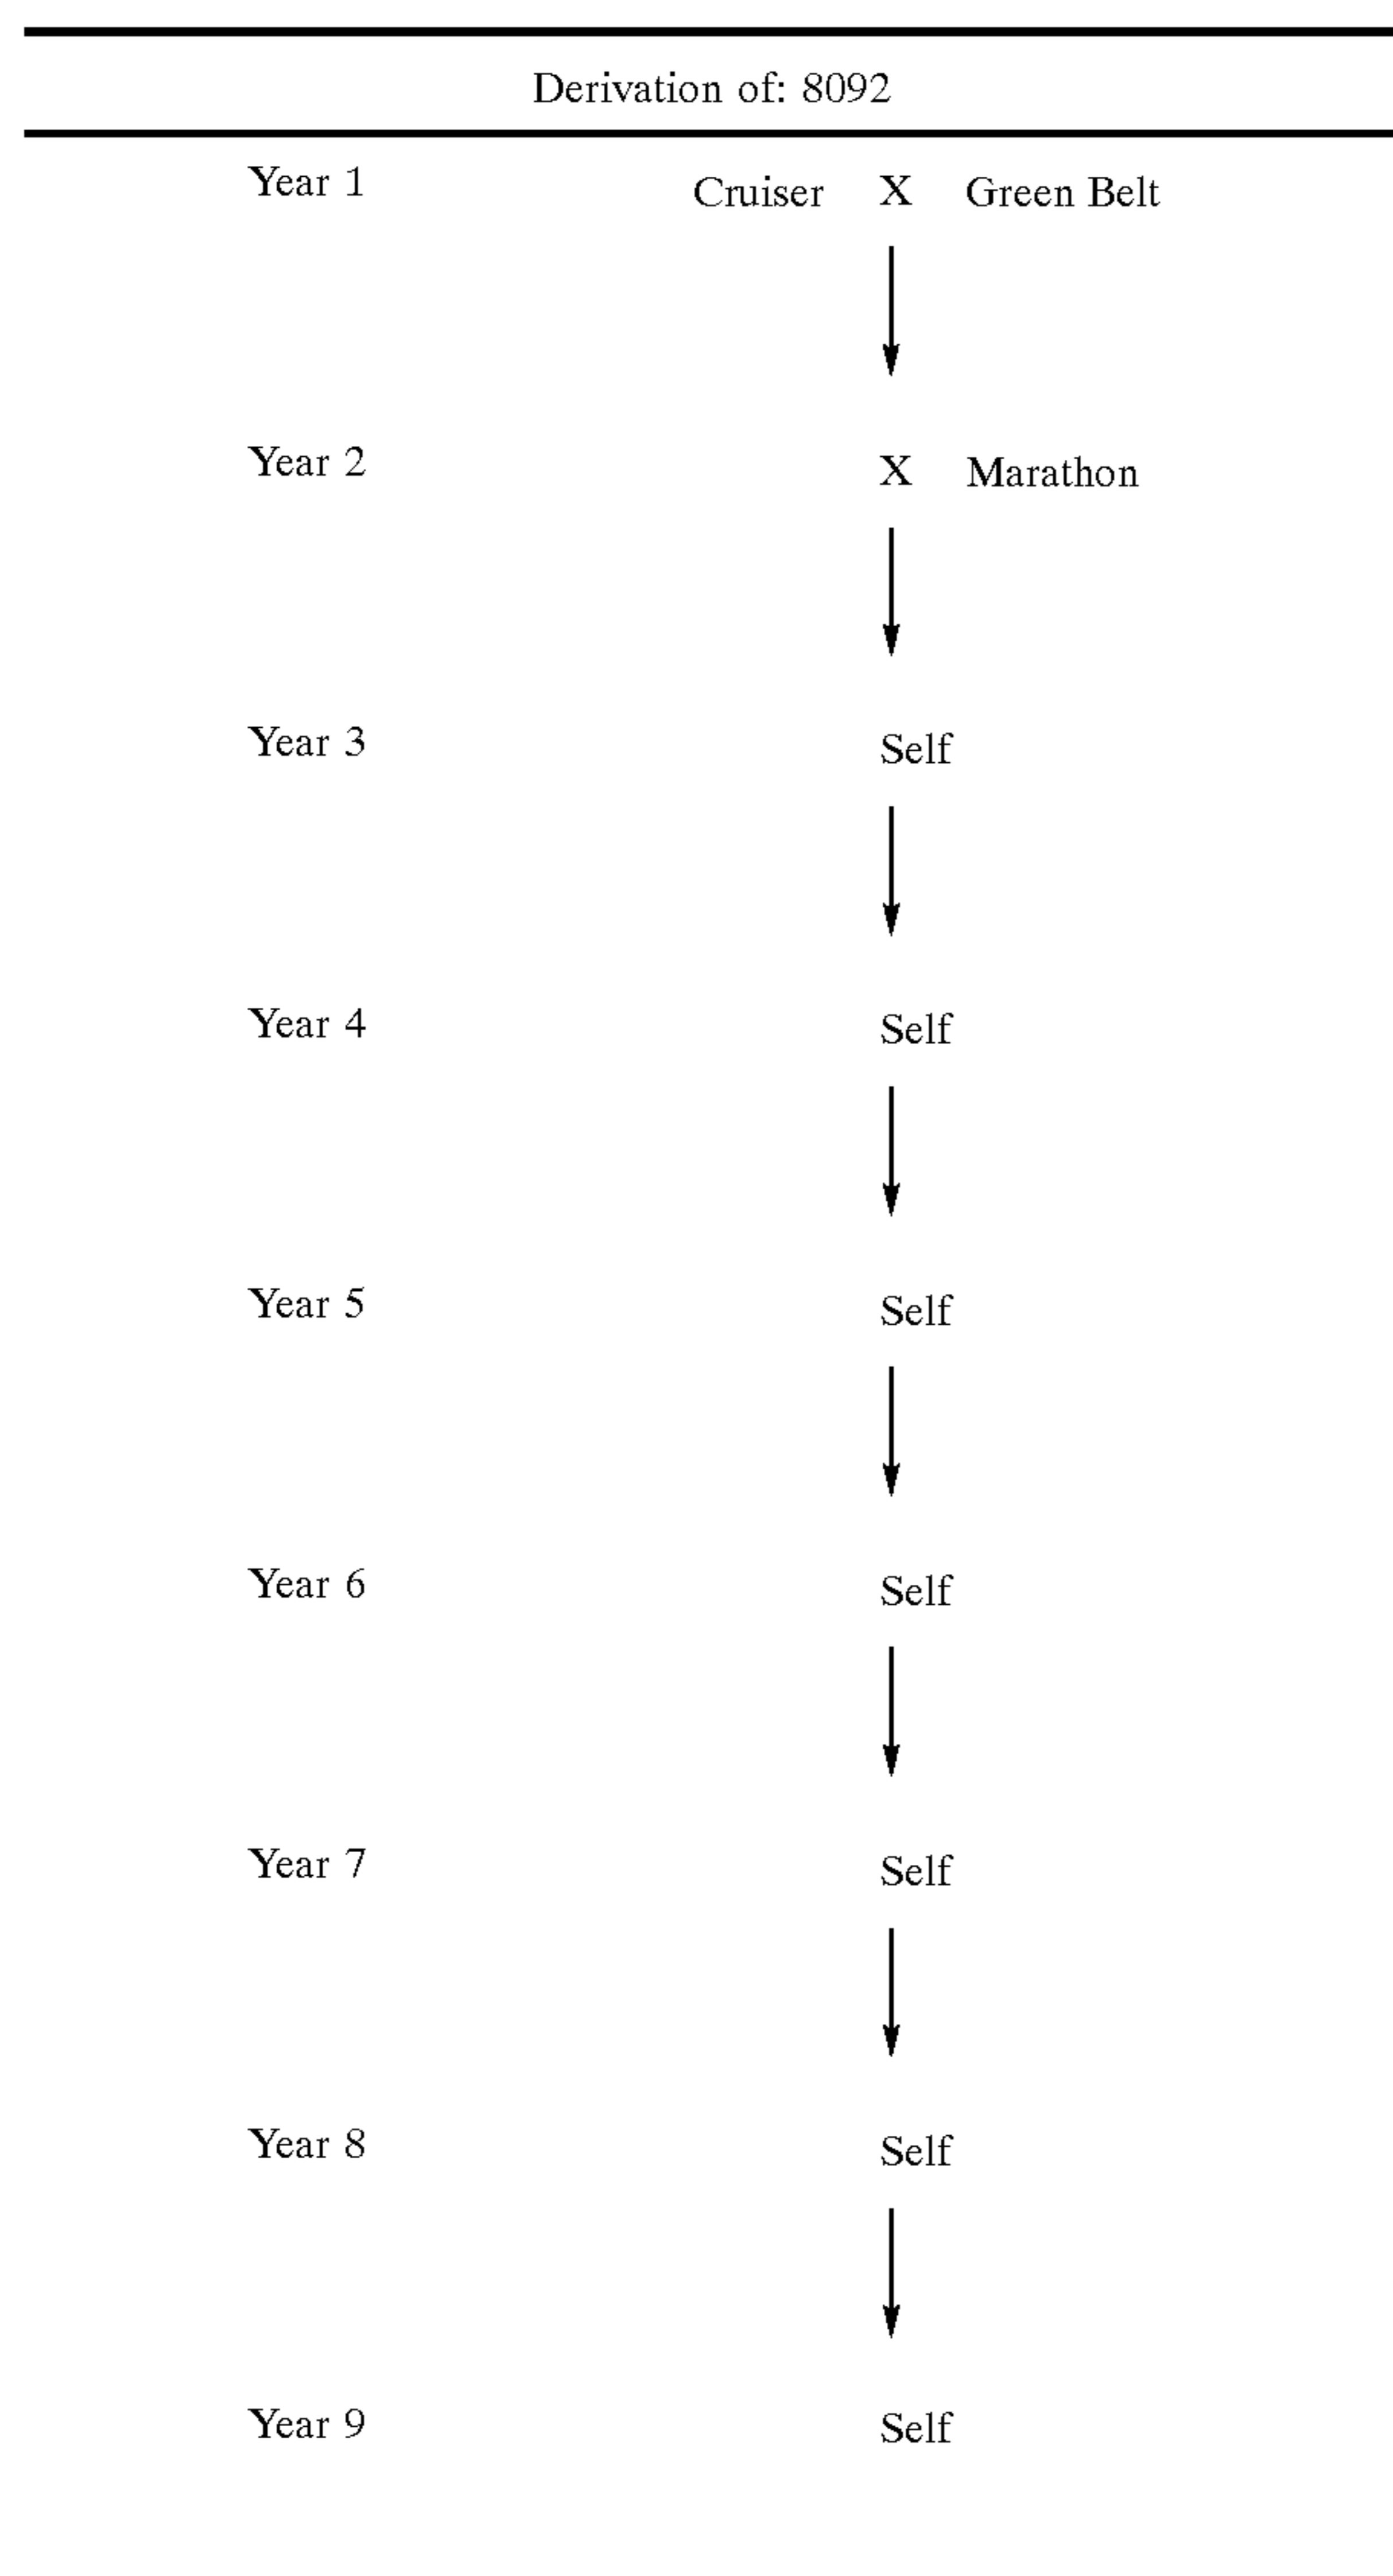 Derivation of: 8092
Year 1 Cruiser X Green Belt
Year 2 X Marathon
Year 3 Self
Year 4 Self
Year 5 Self
Year 6 Self
Year 7 Self
Year 8 Self
Year 9 Self